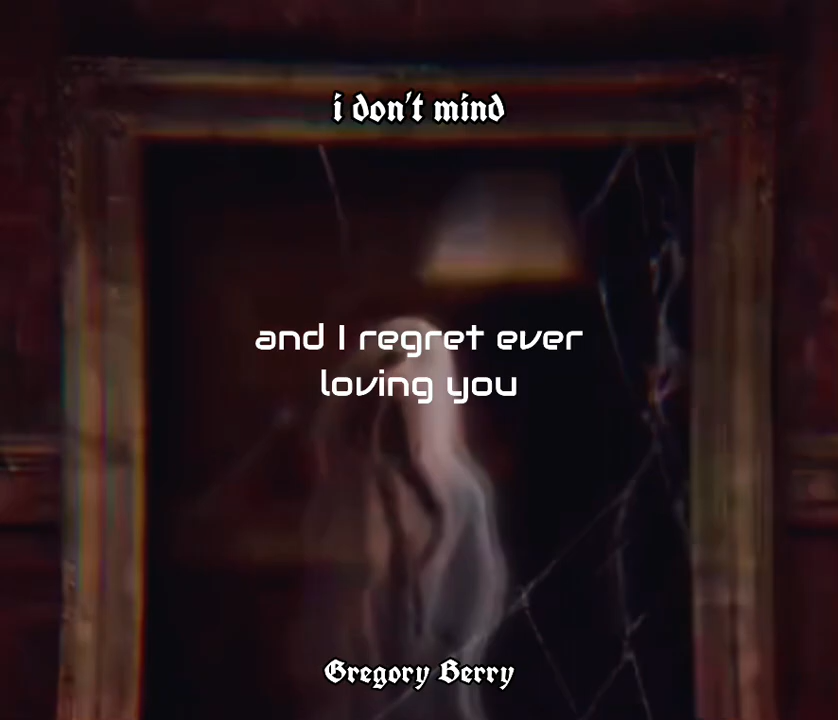 i don't mind
and I regret ever
loving you
Gregory Berry